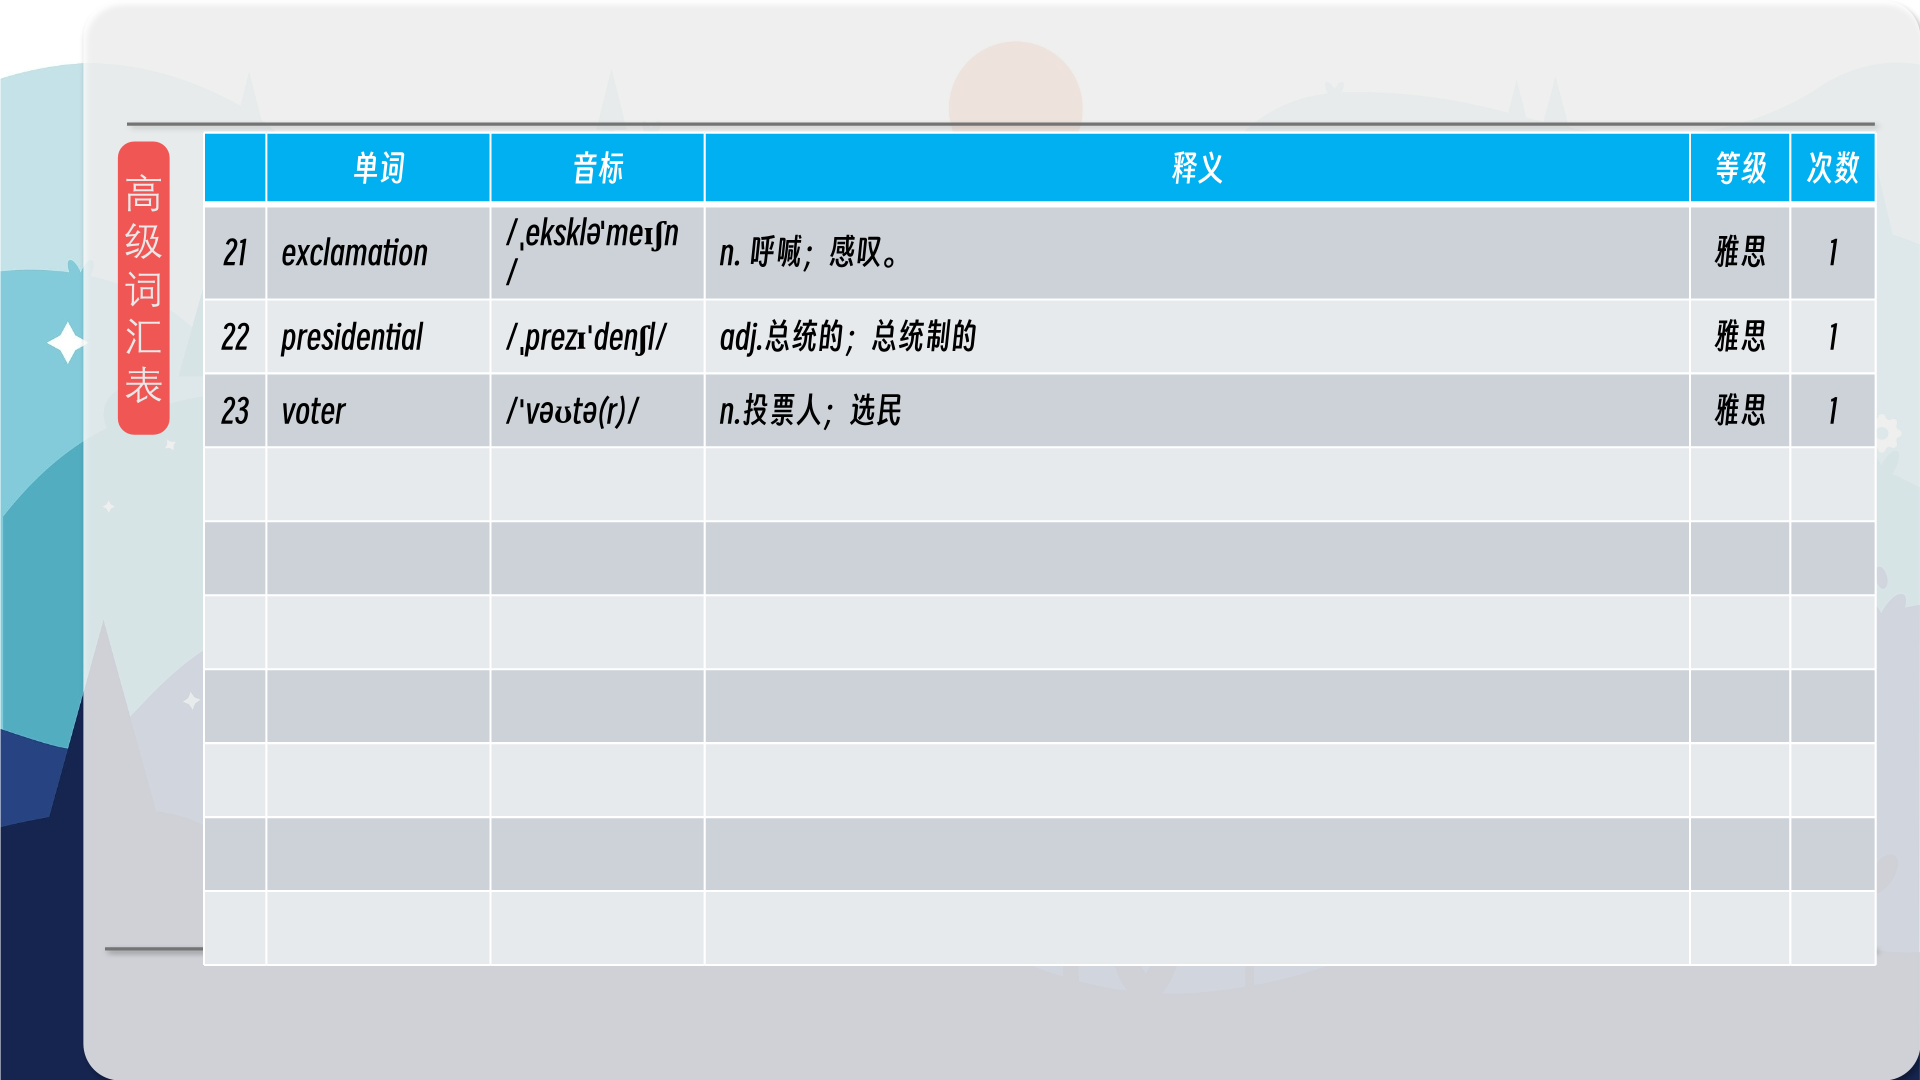 高级词汇表
单词 音标 释义 等级 次数
21 exclamation /ˌekskləˈmeɪʃn/ n. 呼喊；感叹。 雅思 1
22 presidential /ˌprezɪˈdenʃl/ adj.总统的；总统制的 雅思 1
23 voter /ˈvəʊtə(r)/ n.投票人；选民 雅思 1